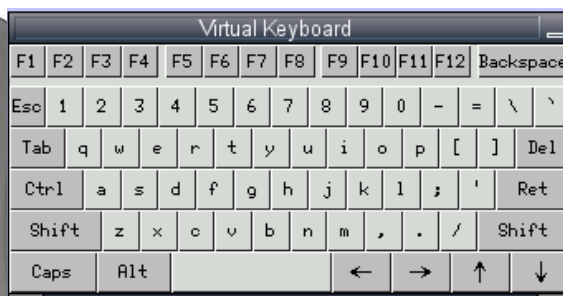 Virtual Keyboard
F1 F2 F3 F4 F5 F6 F7 F8 F9 F10 F11 F12 Backspace
Esc 1 2 3 4 5 6 7 8 9 0 - = \ `
Tab q w e r t y u i o p [ ] Del
Ctrl a s d f g h j k l ; ' Ret
Shift z x c v b n m , . / Shift
Caps Alt ← → ↑ ↓